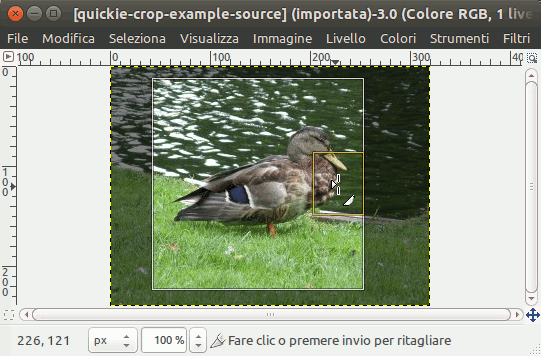 [quickie-crop-example-source] (importata)-3.0 (Colore RGB, 1 live
File Modifica Seleziona Visualizza Immagine Livello Colori Strumenti Filtri
100 0 100 200 300 40
0
100
200
226, 121 px 100 % Fare clic o premere invio per ritagliare